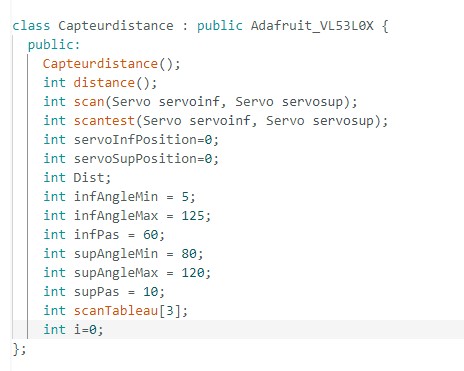 class Capteurdistance : public Adafruit_VL53L0X {
  public:
    Capteurdistance();
    int distance();
    int scan(Servo servoinf, Servo servosup);
    int scantest(Servo servoinf, Servo servosup);
    int servoInfPosition=0;
    int servoSupPosition=0;
    int Dist;
    int infAngleMin = 5;
    int infAngleMax = 125;
    int infPas = 60;
    int supAngleMin = 80;
    int supAngleMax = 120;
    int supPas = 10;
    int scanTableau[3];
    int i=0;
};